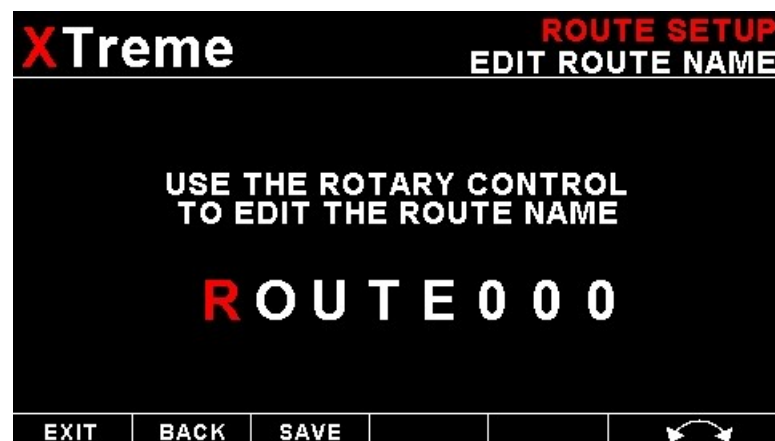 XTreme
ROUTE SETUP
EDIT ROUTE NAME
USE THE ROTARY CONTROL
TO EDIT THE ROUTE NAME
ROUTE000
EXIT BACK SAVE